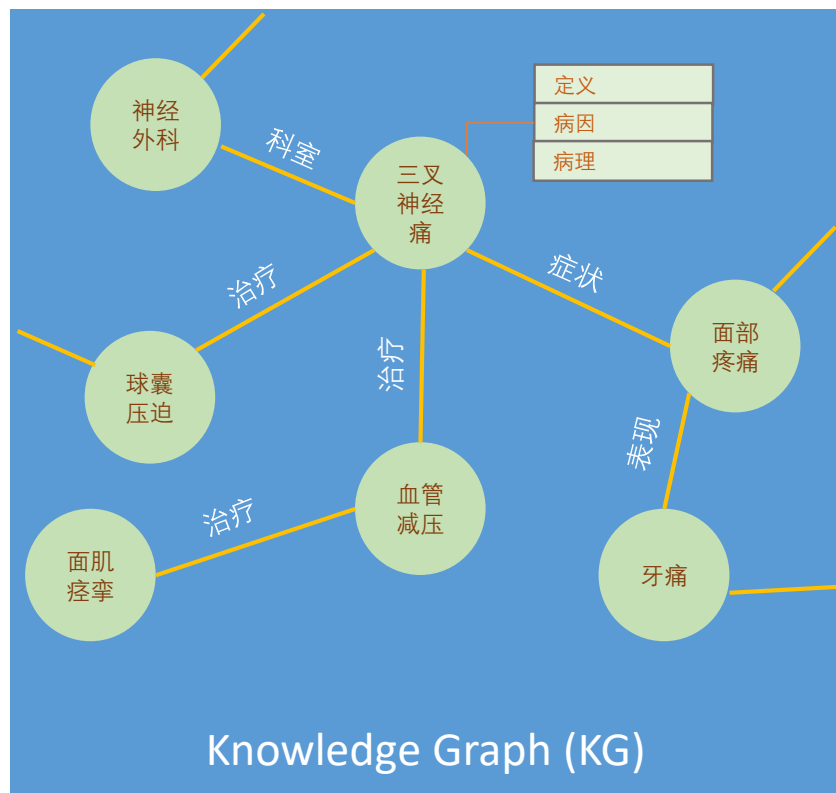 神经
外科
科室
三叉
神经
痛
定义
病因
病理
治疗
治疗
症状
面部
疼痛
球囊
压迫
表现
血管
减压
治疗
面肌
痉挛
牙痛
Knowledge Graph (KG)